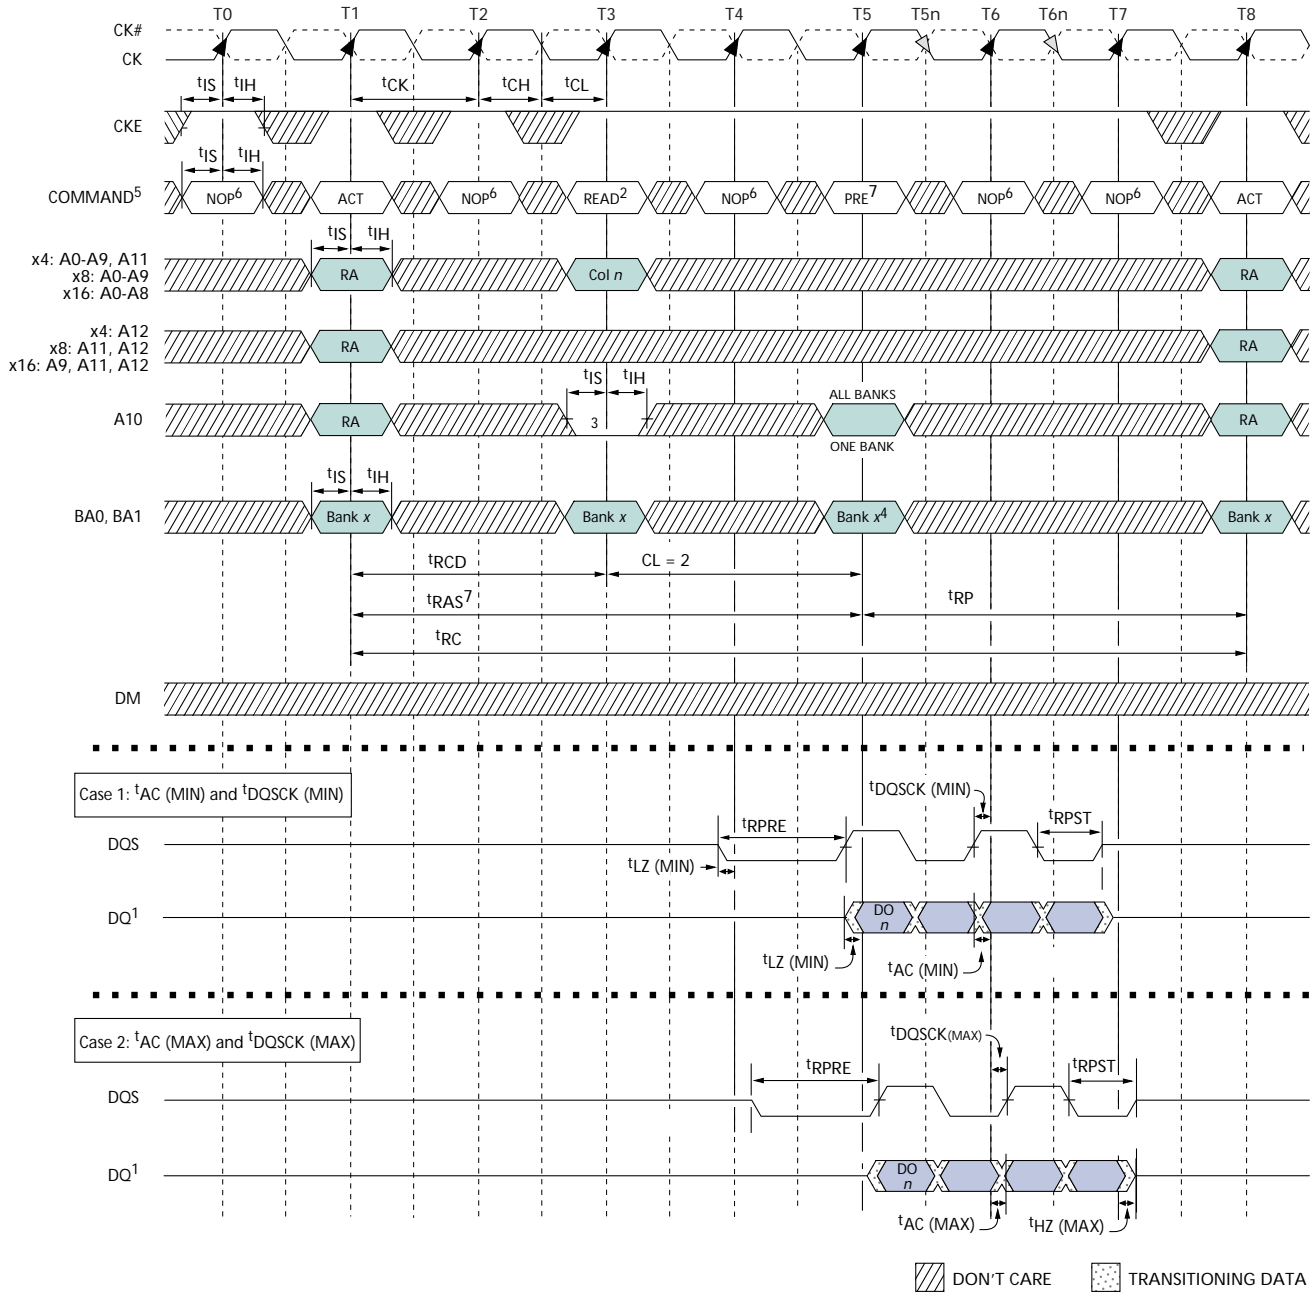 T0 T1 T2 T3 T4 T5 T5n T6 T6n T7 T8
CK#
CK
tIS tIH tCK tCH tCL
CKE
tIS tIH
COMMAND5 NOP6 ACT NOP6 READ2 NOP6 PRE7 NOP6 NOP6 ACT
tIS tIH
x4: A0-A9, A11
x8: A0-A9 RA Col n RA
x16: A0-A8
x4: A12
x8: A11, A12 RA RA
x16: A9, A11, A12
tIS tIH
ALL BANKS
A10 RA 3 RA
ONE BANK
tIS tIH
BA0, BA1 Bank x Bank x Bank x4 Bank x
tRCD CL = 2
tRAS7 tRP
tRC
DM
Case 1: tAC (MIN) and tDQSCK (MIN)
tDQSCK (MIN)
tRPRE tRPST
DQS
tLZ (MIN)
DQ1 DO
n
tLZ (MIN) tAC (MIN)
Case 2: tAC (MAX) and tDQSCK (MAX)
tDQSCK(MAX)
tRPRE tRPST
DQS
DQ1 DO
n
tAC (MAX) tHZ (MAX)
DON'T CARE TRANSITIONING DATA